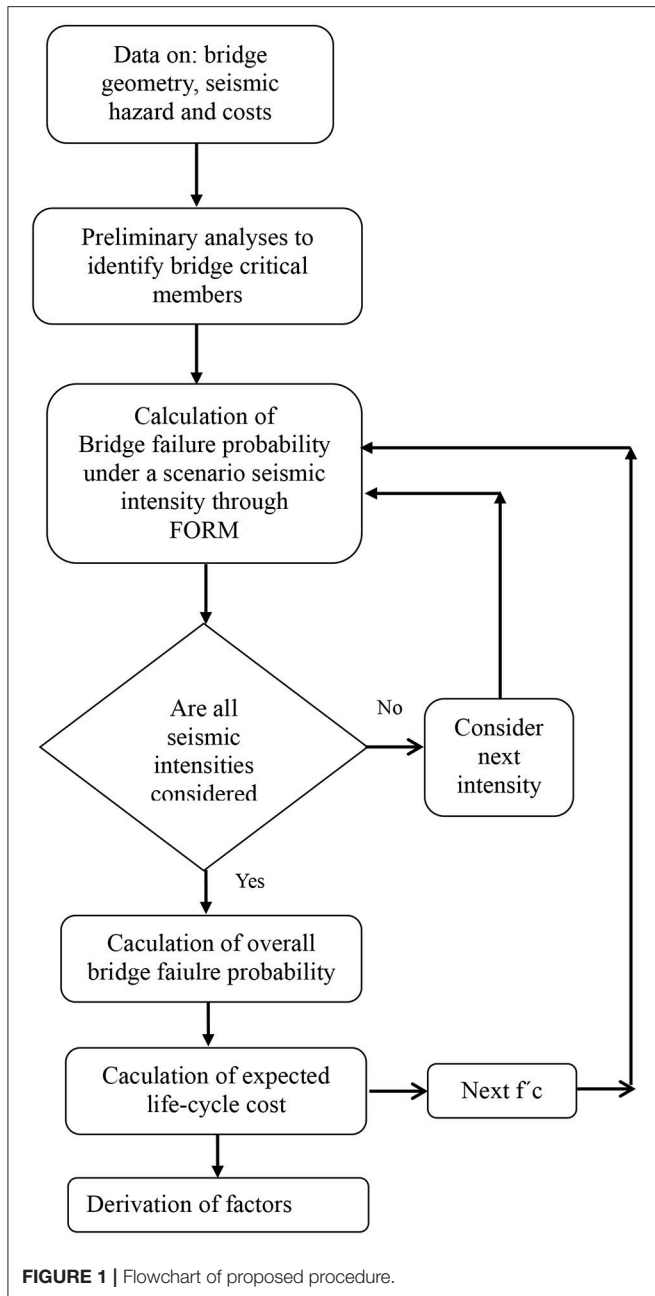 Data on: bridge
geometry, seismic
hazard and costs
Preliminary analyses to
identify bridge critical
members
Calculation of
Bridge failure probability
under a scenario seismic
intensity through
FORM
Are all
seismic
intensities
considered
No
Consider
next
intensity
Yes
Caculation of overall
bridge faiulre probability
Caculation of expected
life-cycle cost
Next f´c
Derivation of factors
FIGURE 1 | Flowchart of proposed procedure.